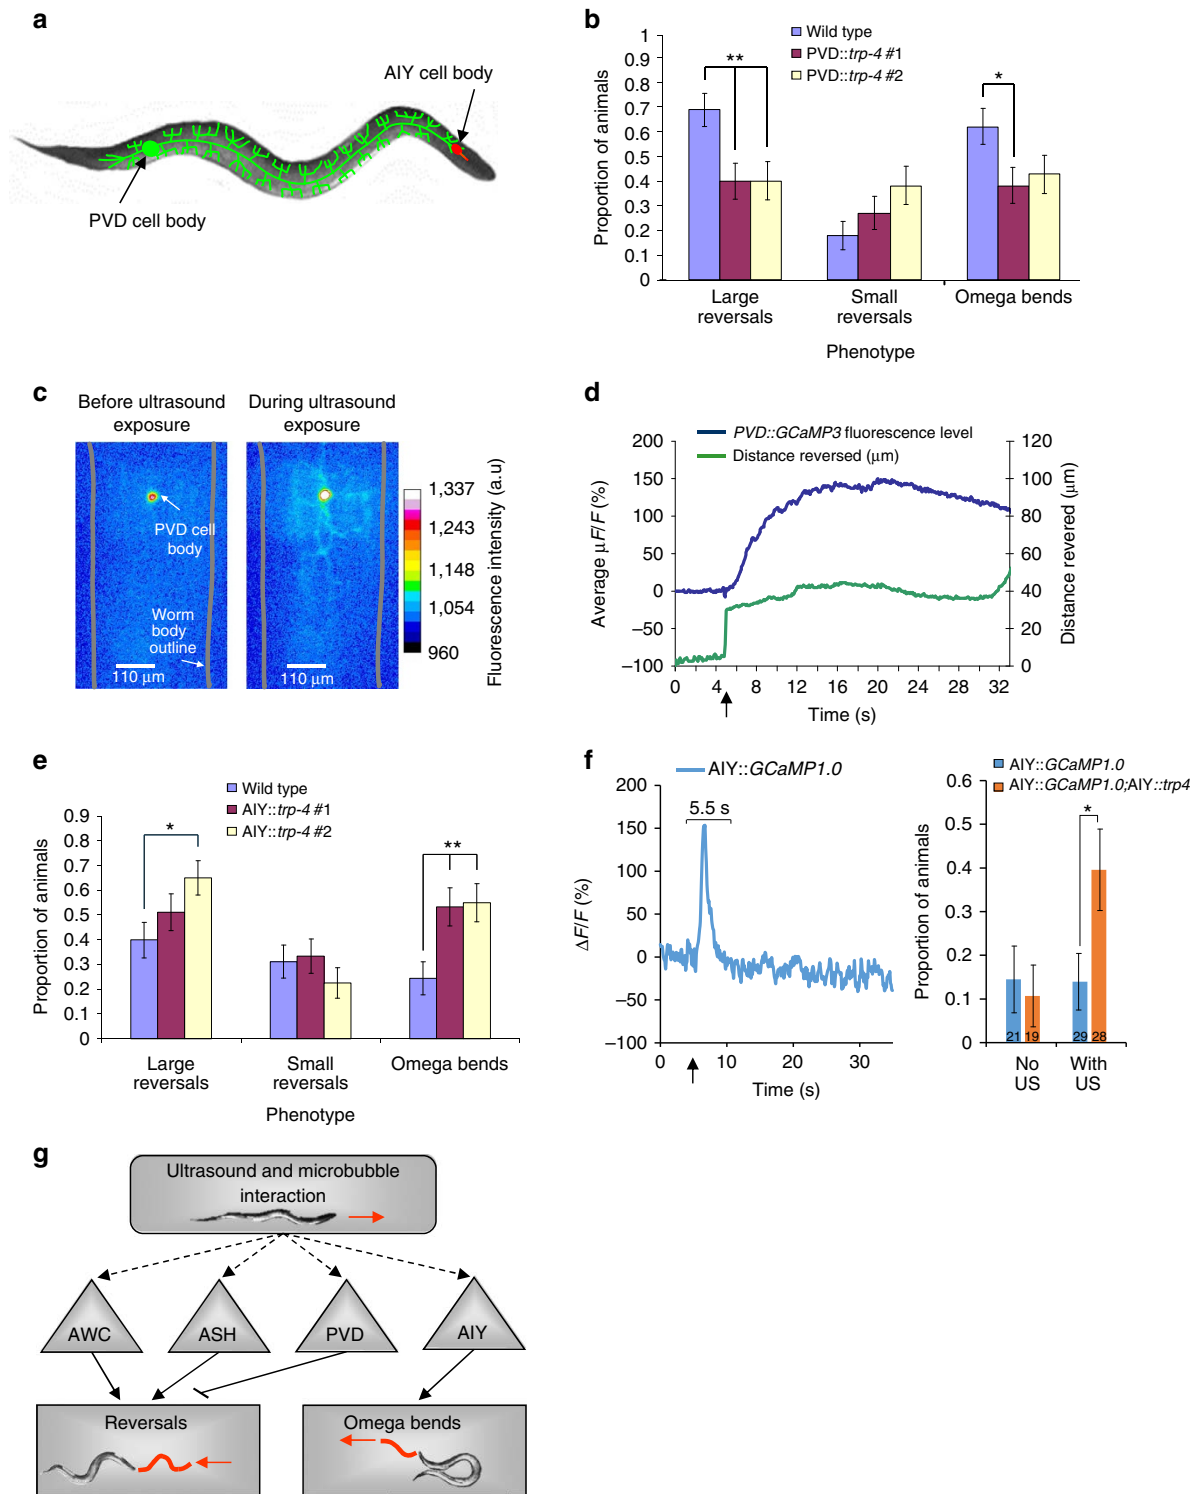 a
AIY cell body
PVD cell body
b
Wild type
PVD::trp-4 #1
PVD::trp-4 #2
**
*
1
0.9
0.8
0.7
0.6
0.5
0.4
0.3
0.2
0.1
0
Proportion of animals
Large reversals
Small reversals
Omega bends
Phenotype
c
Before ultrasound exposure
During ultrasound exposure
PVD cell body
Worm body outline
110 μm
110 μm
1,337
1,243
1,148
1,054
960
Fluorescence intensity (a.u)
d
PVD::GCaMP3 fluorescence level
Distance reversed (μm)
200
150
100
50
0
−50
−100
Average μF/F (%)
120
100
80
60
40
20
0
Distance revered (μm)
0 4 8 12 16 20 24 28 32
Time (s)
e
Wild type
AIY::trp-4 #1
AIY::trp-4 #2
*
**
0.9
0.8
0.7
0.6
0.5
0.4
0.3
0.2
0.1
0
Proportion of animals
Large reversals
Small reversals
Omega bends
Phenotype
f
AIY::GCaMP1.0
5.5 s
200
150
100
50
0
−50
−100
ΔF/F (%)
0 10 20 30
Time (s)
AIY::GCaMP1.0
AIY::GCaMP1.0;AIY::trp4
*
0.6
0.5
0.4
0.3
0.2
0.1
0
Proportion of animals
21 19 29 28
No US
With US
g
Ultrasound and microbubble
interaction
AWC
ASH
PVD
AIY
Reversals
Omega bends